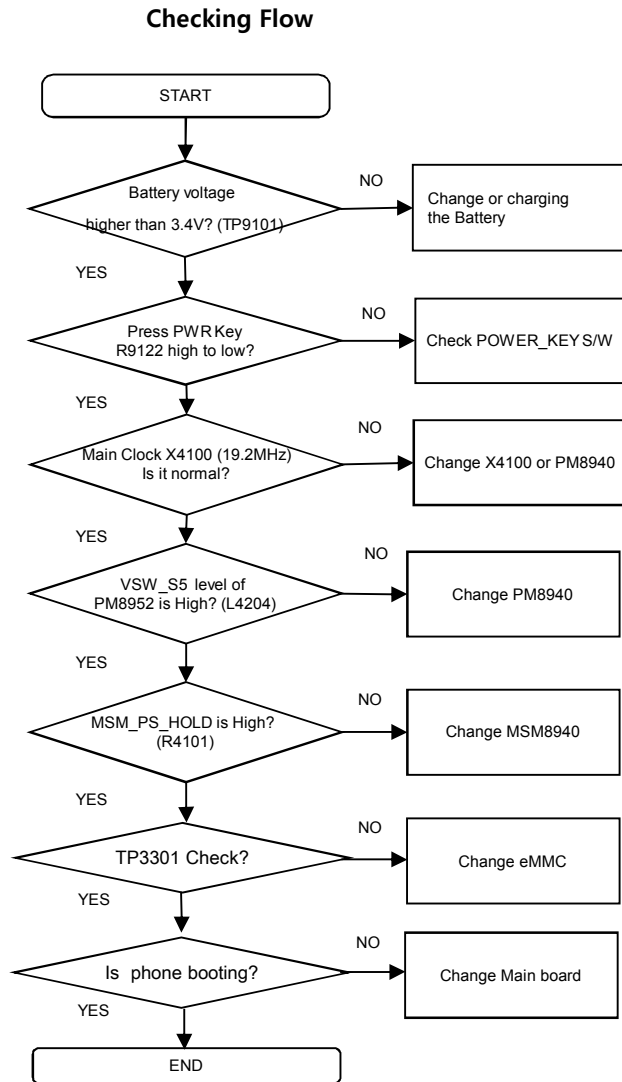 Checking Flow
START
Battery voltage
higher than 3.4V? (TP9101)
NO
Change or charging
the Battery
YES
Press PWR Key
R9122 high to low?
NO
Check POWER_KEY S/W
YES
Main Clock X4100 (19.2MHz)
Is it normal?
NO
Change X4100 or PM8940
YES
VSW_S5 level of
PM8952 is High? (L4204)
NO
Change PM8940
YES
MSM_PS_HOLD is High?
(R4101)
NO
Change MSM8940
YES
TP3301 Check?
NO
Change eMMC
YES
Is phone booting?
NO
Change Main board
YES
END